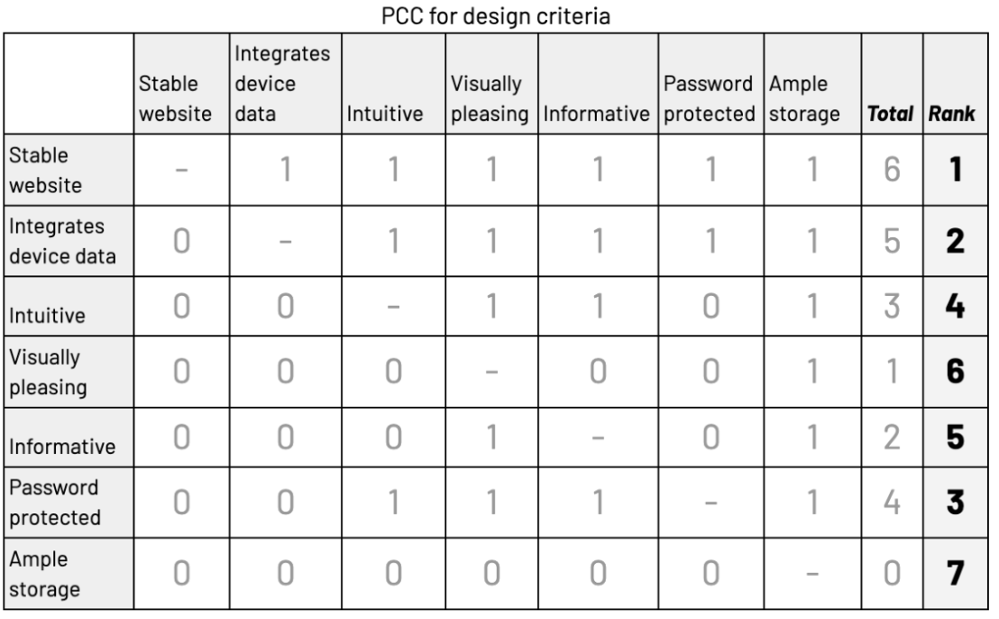 PCC for design criteria
Stable website Integrates device data Intuitive Visually pleasing Informative Password protected Ample storage Total Rank
Stable website - 1 1 1 1 1 1 6 1
Integrates device data 0 - 1 1 1 1 1 5 2
Intuitive 0 0 - 1 1 0 1 3 4
Visually pleasing 0 0 0 - 0 0 1 1 6
Informative 0 0 0 1 - 0 1 2 5
Password protected 0 0 1 1 1 - 1 4 3
Ample storage 0 0 0 0 0 0 - 0 7